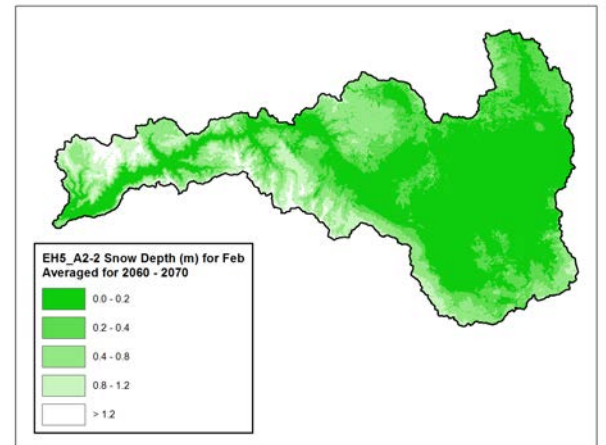 EH5_A2-2 Snow Depth (m) for Feb
Averaged for 2060 - 2070
0.0 - 0.2
0.2 - 0.4
0.4 - 0.8
0.8 - 1.2
> 1.2